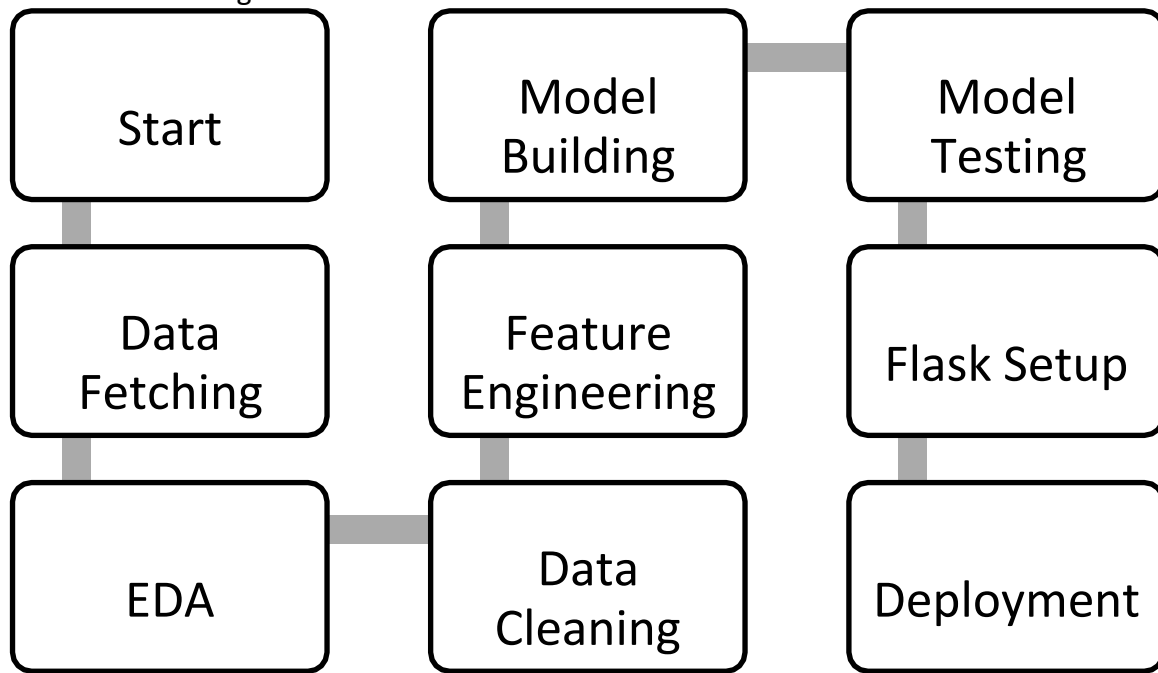 Start
Data
Fetching
EDA
Data
Cleaning
Feature
Engineering
Model
Building
Model
Testing
Flask Setup
Deployment